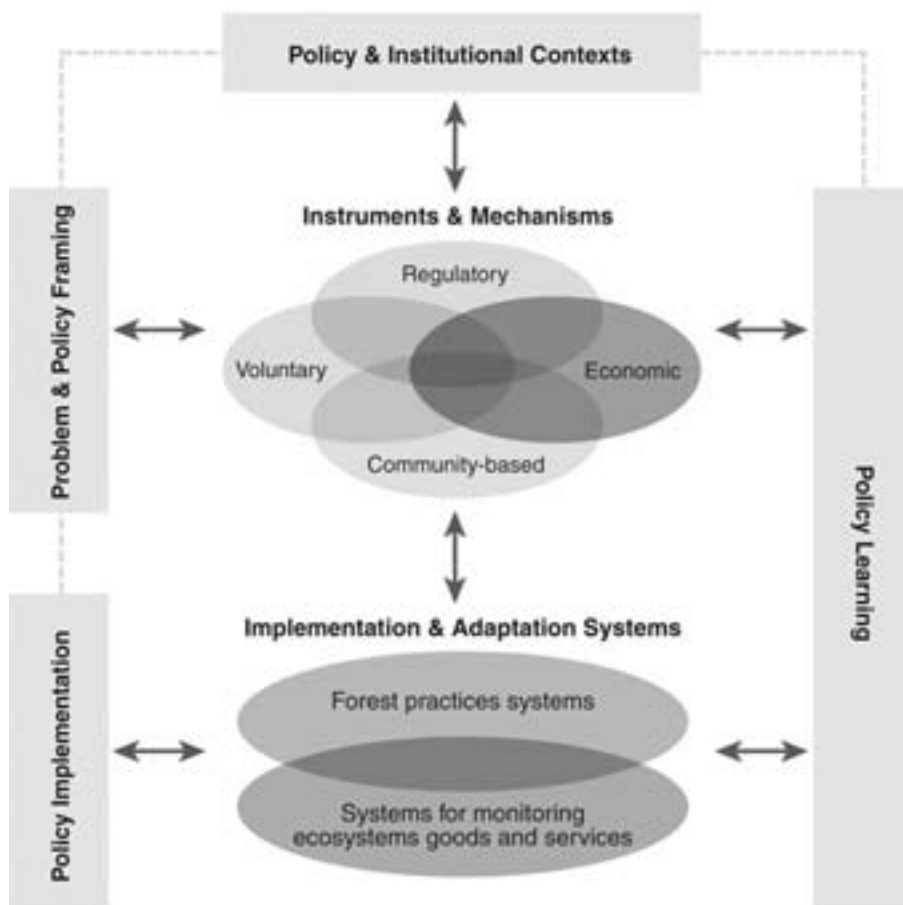 Policy & Institutional Contexts
Problem & Policy Framing
Instruments & Mechanisms
Regulatory
Voluntary
Economic
Community-based
Policy Learning
Policy Implementation
Implementation & Adaptation Systems
Forest practices systems
Systems for monitoring
ecosystems goods and services